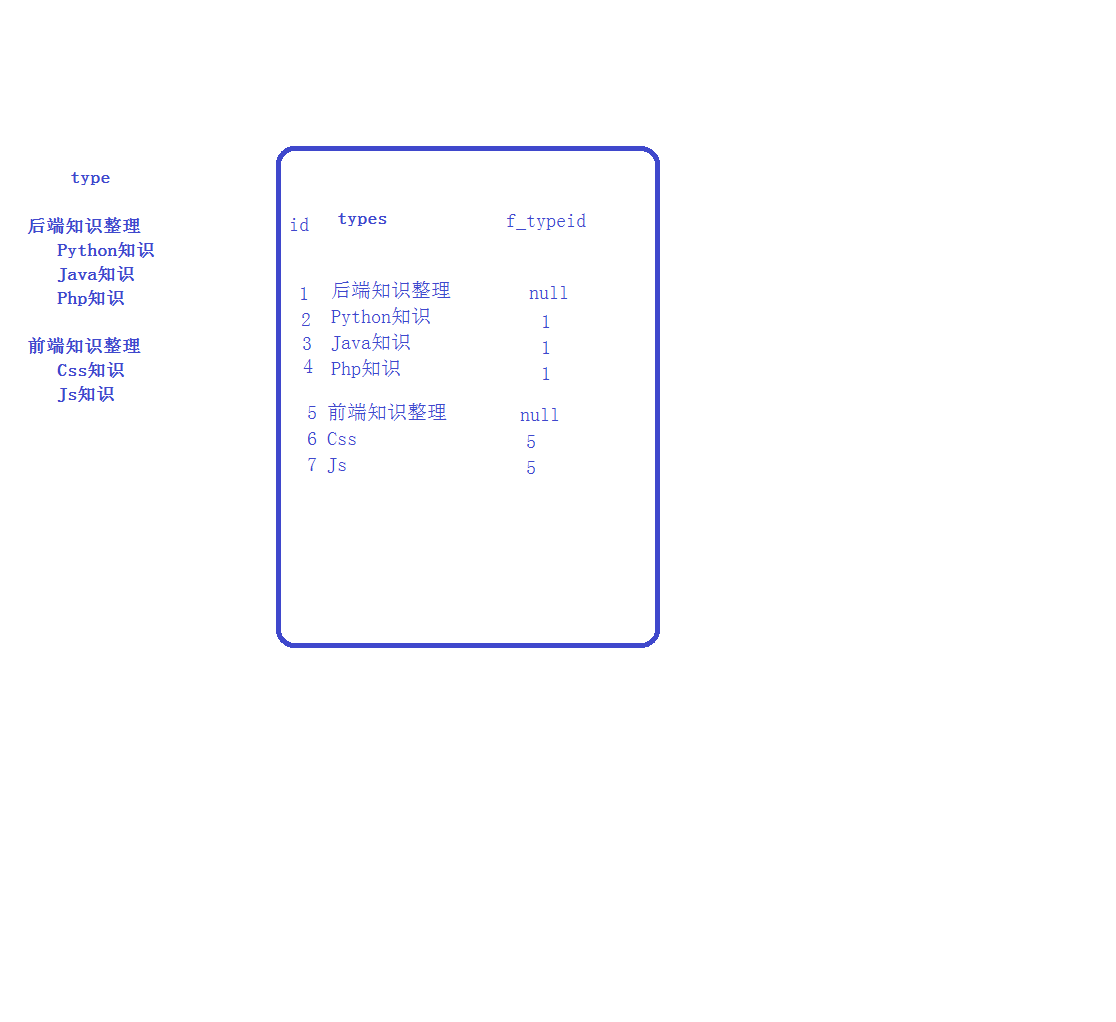 type
后端知识整理
Python知识
Java知识
Php知识
前端知识整理
Css知识
Js知识
id types f_typeid
1 后端知识整理 null
2 Python知识 1
3 Java知识 1
4 Php知识 1
5 前端知识整理 null
6 Css 5
7 Js 5